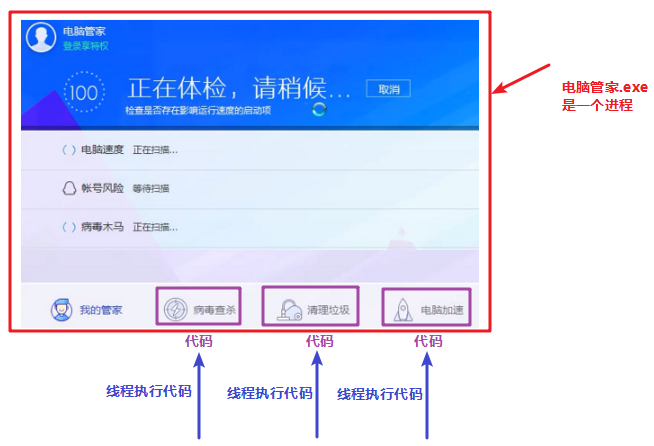 电脑管家
登录享特权
100
正在体检，请稍候...
取消
检查是否存在影响运行速度的启动项
电脑管家.exe
是一个进程
电脑速度 正在扫描...
帐号风险 等待扫描
病毒木马 正在扫描...
我的管家
病毒查杀
清理垃圾
电脑加速
代码
代码
代码
线程执行代码
线程执行代码
线程执行代码